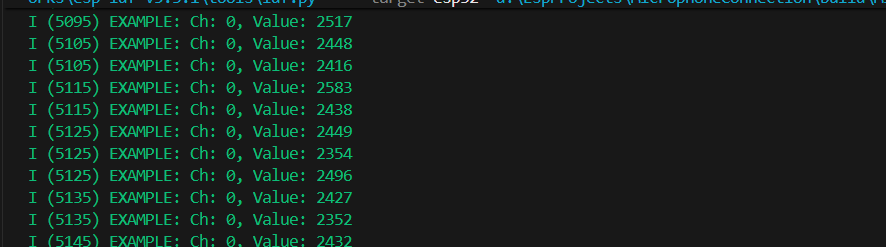 I (5095) EXAMPLE: Ch: 0, Value: 2517
I (5105) EXAMPLE: Ch: 0, Value: 2448
I (5105) EXAMPLE: Ch: 0, Value: 2416
I (5115) EXAMPLE: Ch: 0, Value: 2583
I (5115) EXAMPLE: Ch: 0, Value: 2438
I (5125) EXAMPLE: Ch: 0, Value: 2449
I (5125) EXAMPLE: Ch: 0, Value: 2354
I (5125) EXAMPLE: Ch: 0, Value: 2496
I (5135) EXAMPLE: Ch: 0, Value: 2427
I (5135) EXAMPLE: Ch: 0, Value: 2352
I (5145) EXAMPLE: Ch: 0, Value: 2432